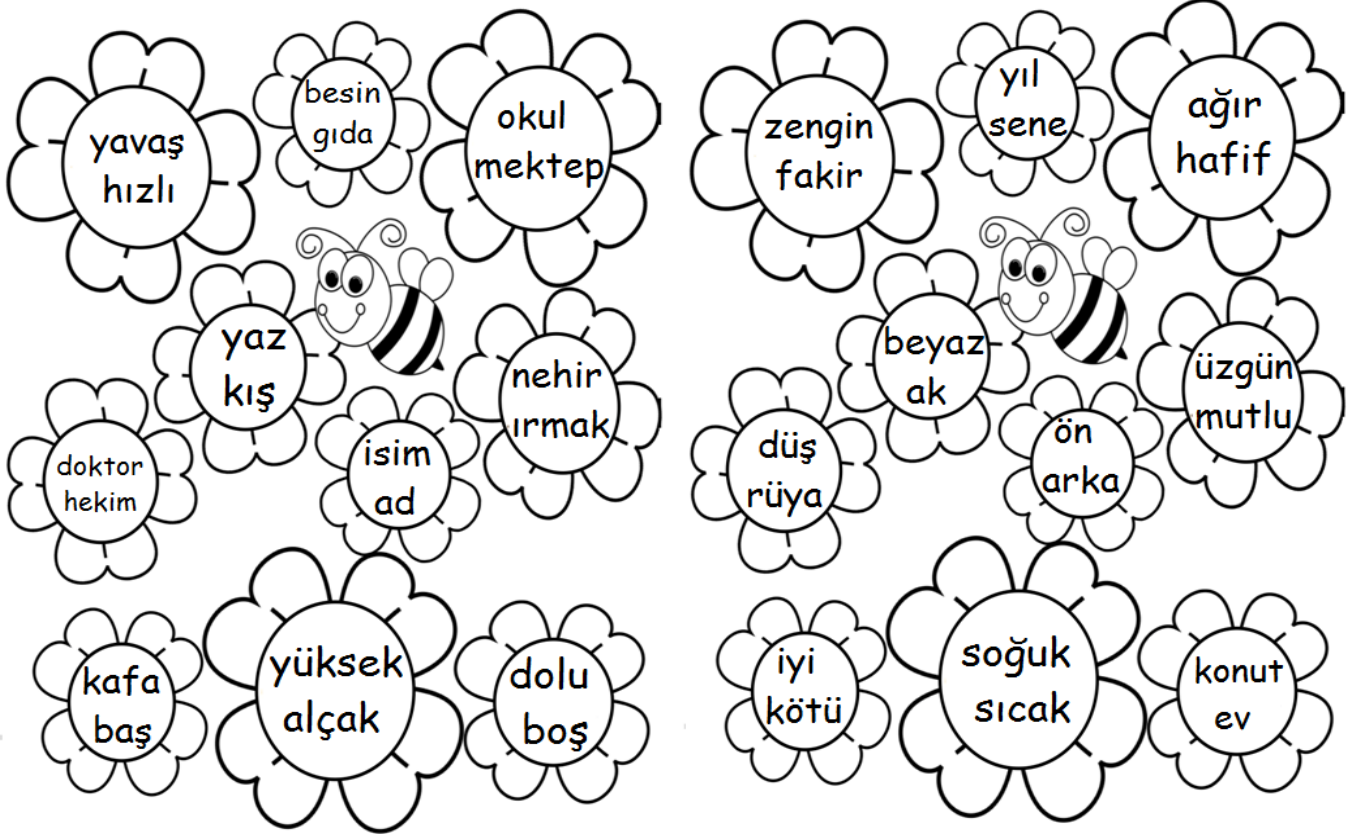 yavaş
hızlı
besin
gıda
okul
mektep
yaz
kış
nehir
ırmak
doktor
hekim
isim
ad
kafa
baş
yüksek
alçak
dolu
boş
zengin
fakir
yıl
sene
ağır
hafif
beyaz
ak
üzgün
mutlu
düş
rüya
ön
arka
iyi
kötü
soğuk
sıcak
konut
ev